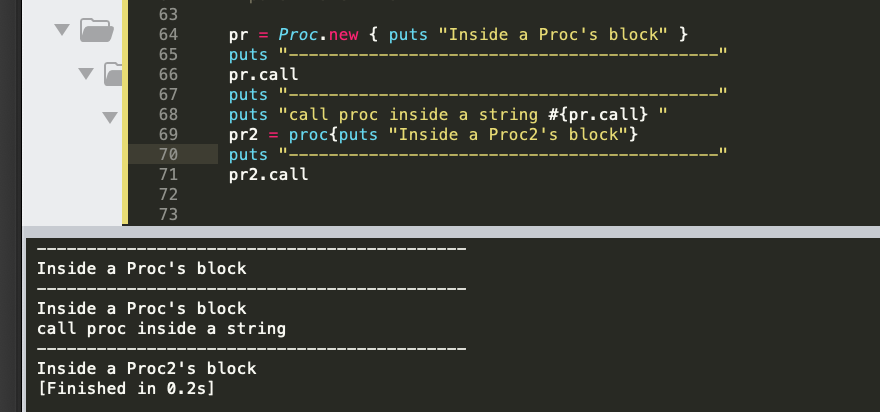 63
64 pr = Proc.new { puts "Inside a Proc's block" }
65 puts "-------------------------------------------"
66 pr.call
67 puts "-------------------------------------------"
68 puts "call proc inside a string #{pr.call} "
69 pr2 = proc{puts "Inside a Proc2's block"}
70 puts "-------------------------------------------"
71 pr2.call
72
73
-------------------------------------------
Inside a Proc's block
-------------------------------------------
Inside a Proc's block
call proc inside a string
-------------------------------------------
Inside a Proc2's block
[Finished in 0.2s]